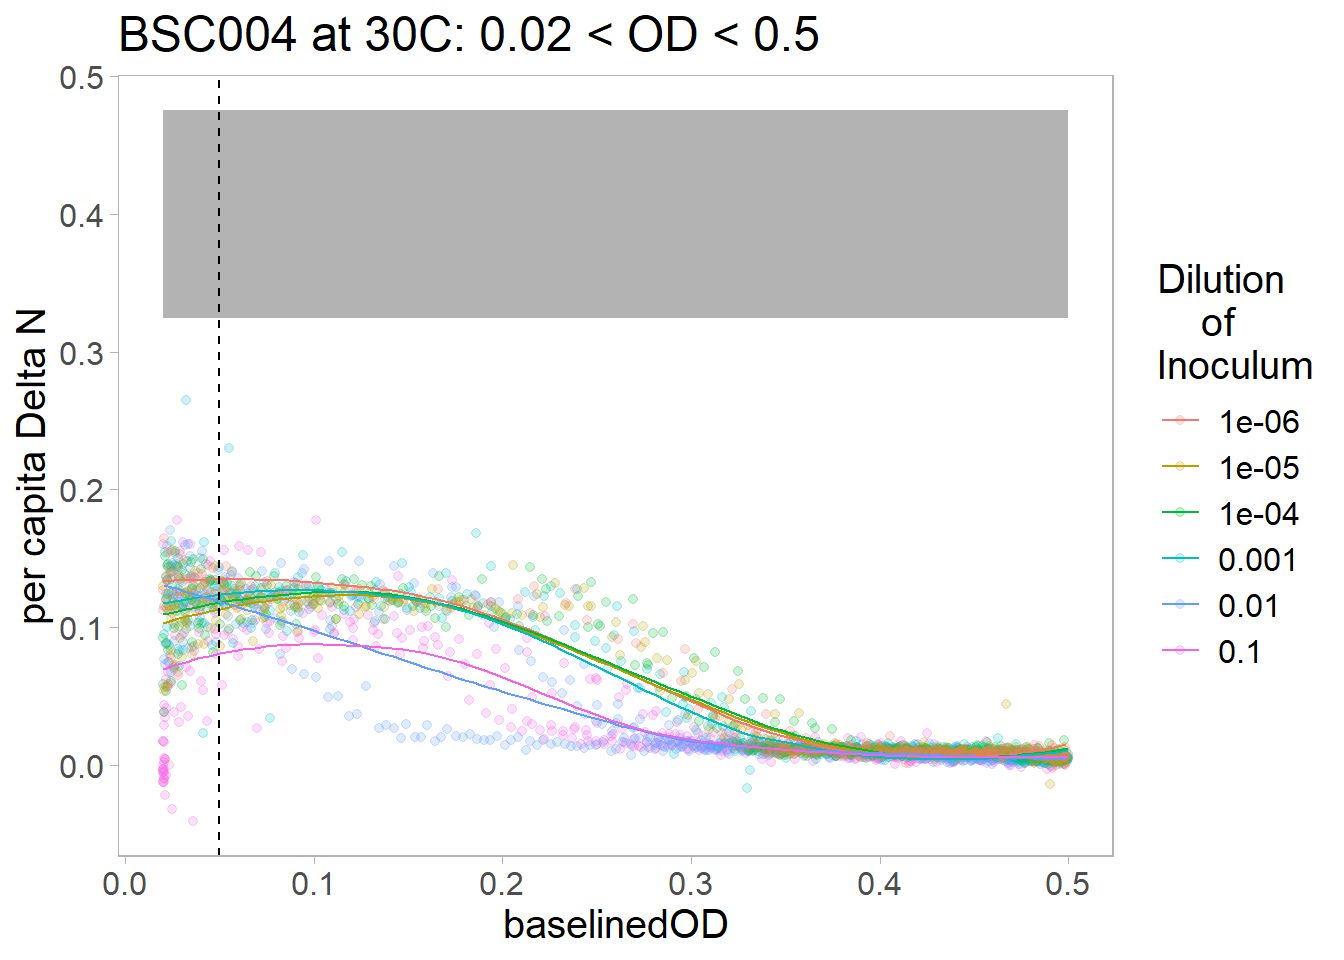 BSC004 at 30C: 0.02 < OD < 0.5
per capita Delta N
0.5
0.4
0.3
0.2
0.1
0.0
0.0 0.1 0.2 0.3 0.4 0.5
baselinedOD
Dilution
of
Inoculum
1e-06
1e-05
1e-04
0.001
0.01
0.1